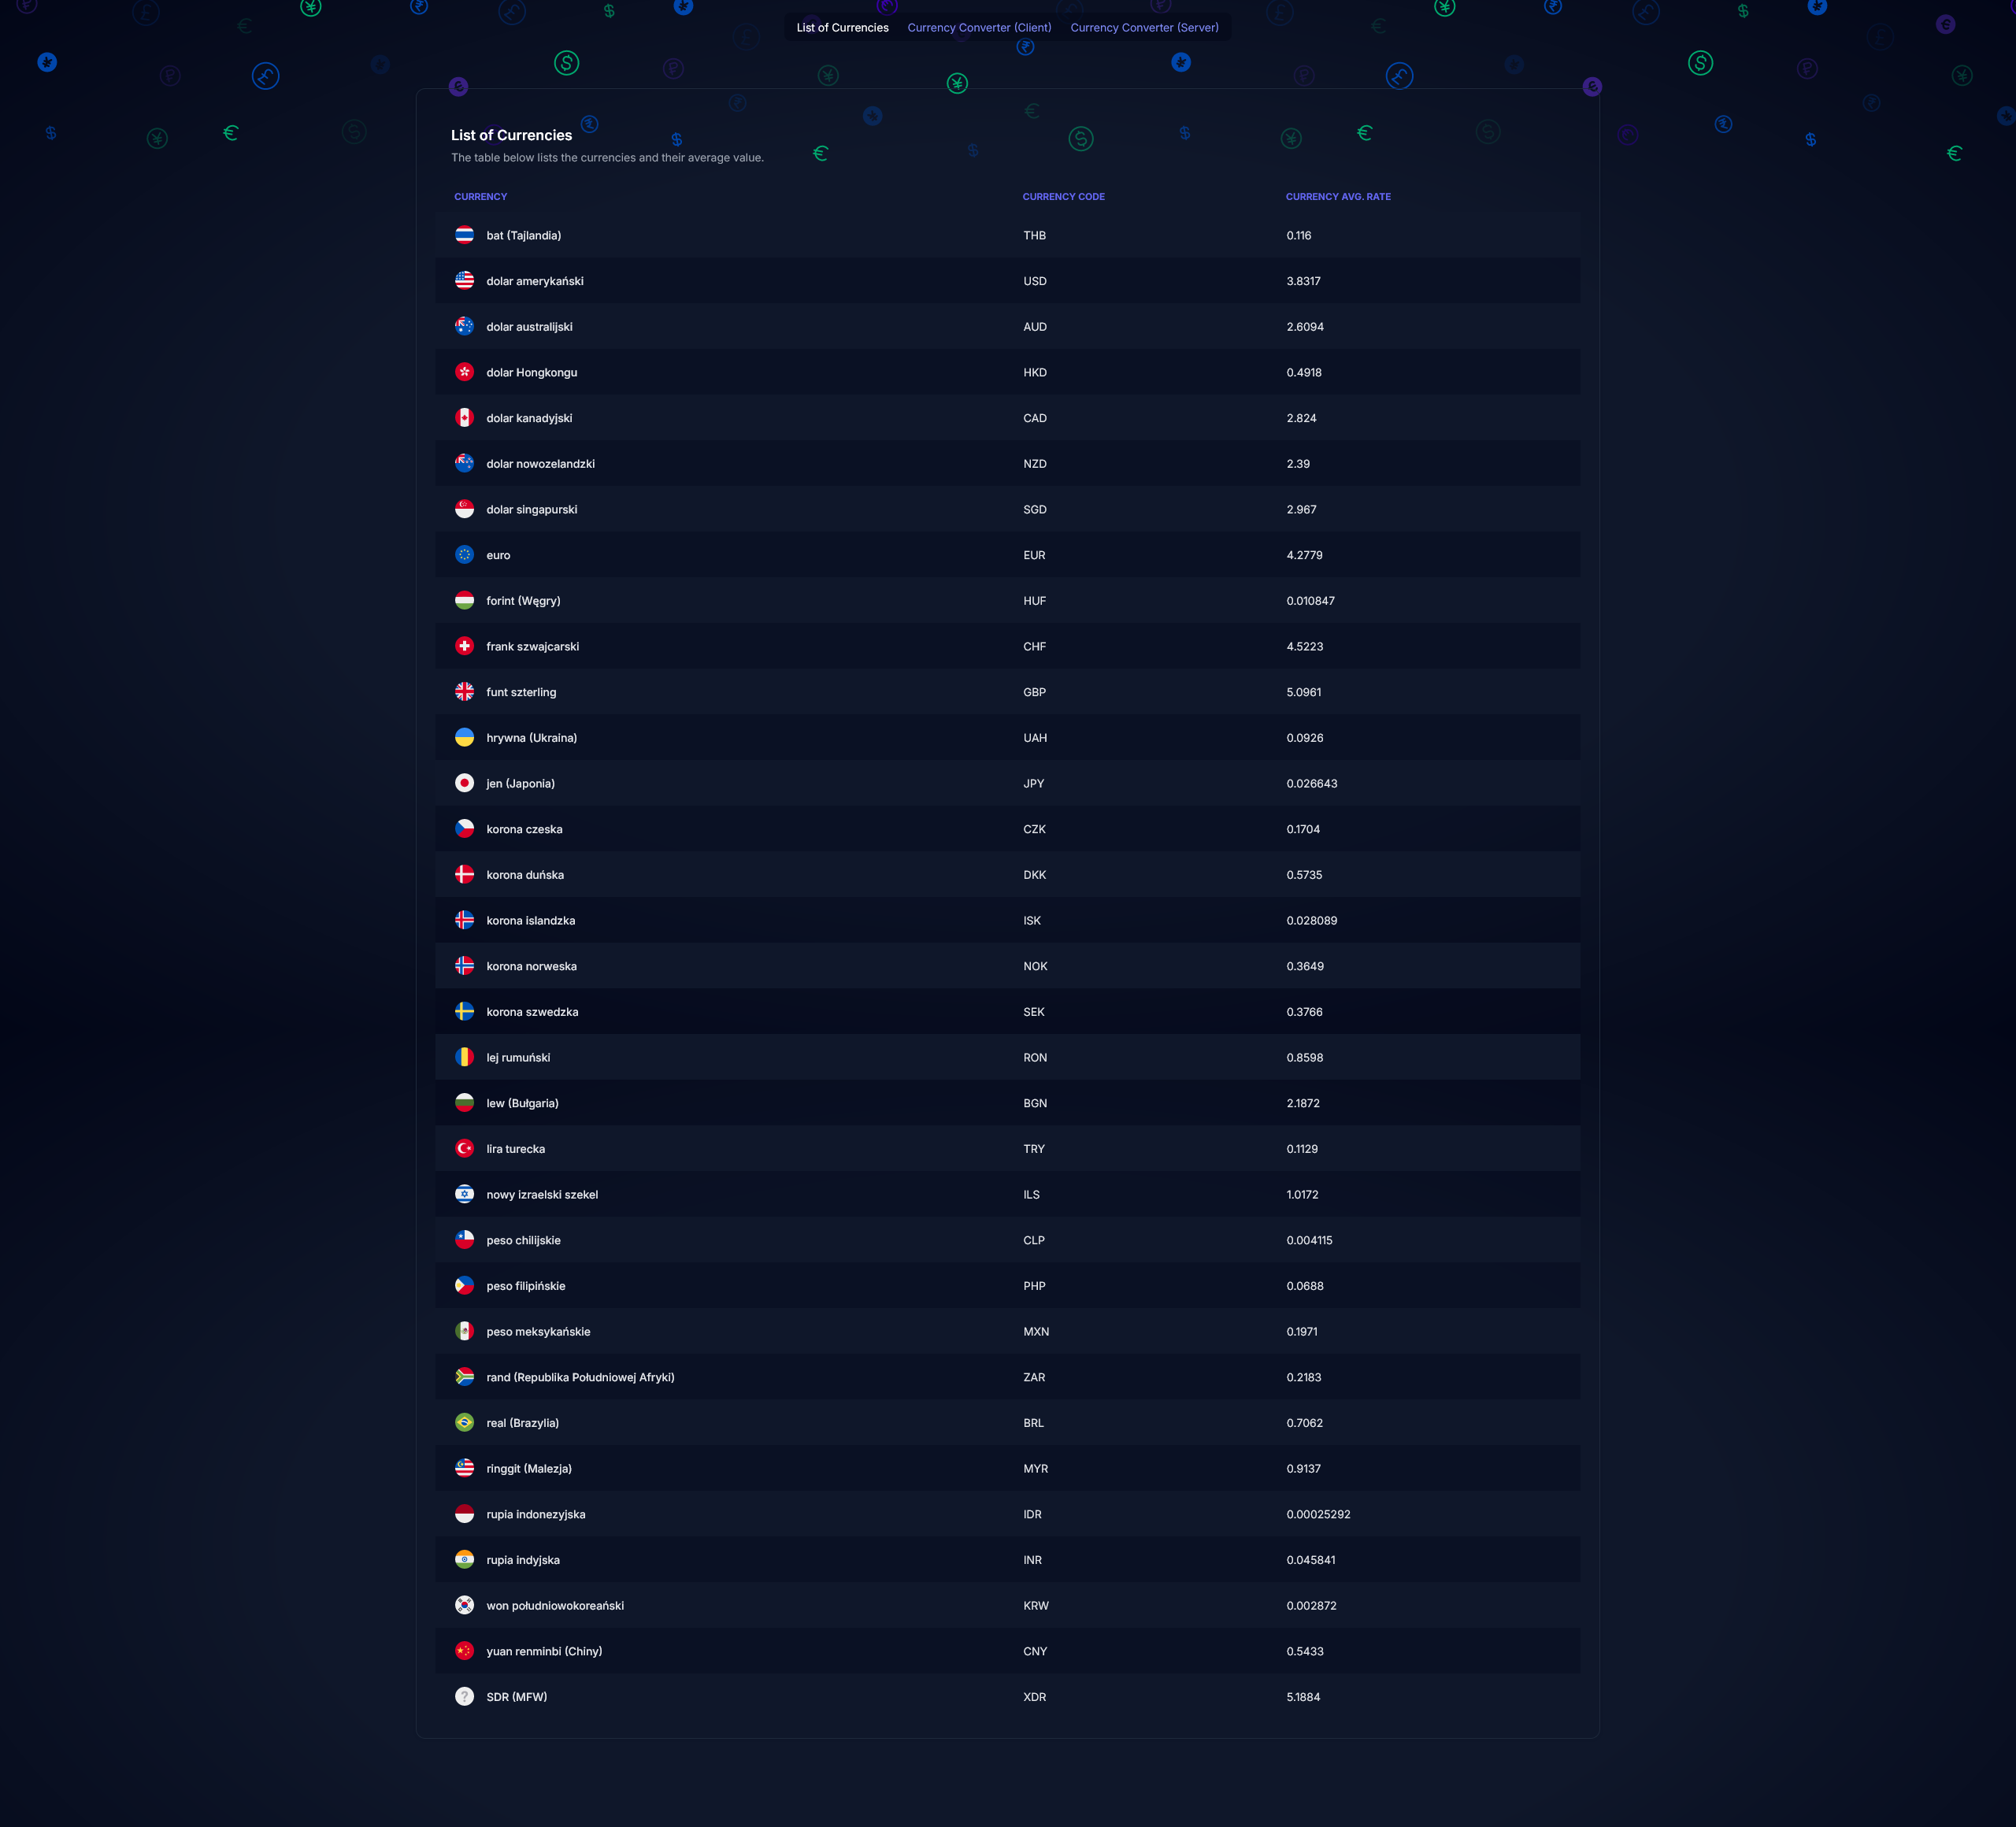 List of Currencies Currency Converter (Client) Currency Converter (Server)
List of Currencies
The table below lists the currencies and their average value.
CURRENCY CURRENCY CODE CURRENCY AVG. RATE
bat (Tajlandia) THB 0.116
dolar amerykański USD 3.8317
dolar australijski AUD 2.6094
dolar Hongkongu HKD 0.4918
dolar kanadyjski CAD 2.824
dolar nowozelandzki NZD 2.39
dolar singapurski SGD 2.967
euro EUR 4.2779
forint (Węgry) HUF 0.010847
frank szwajcarski CHF 4.5223
funt szterling GBP 5.0961
hrywna (Ukraina) UAH 0.0926
jen (Japonia) JPY 0.026643
korona czeska CZK 0.1704
korona duńska DKK 0.5735
korona islandzka ISK 0.028089
korona norweska NOK 0.3649
korona szwedzka SEK 0.3766
lej rumuński RON 0.8598
lew (Bułgaria) BGN 2.1872
lira turecka TRY 0.1129
nowy izraelski szekel ILS 1.0172
peso chilijskie CLP 0.004115
peso filipińskie PHP 0.0688
peso meksykańskie MXN 0.1971
rand (Republika Południowej Afryki) ZAR 0.2183
real (Brazylia) BRL 0.7062
ringgit (Malezja) MYR 0.9137
rupia indonezyjska IDR 0.00025292
rupia indyjska INR 0.045841
won południowokoreański KRW 0.002872
yuan renminbi (Chiny) CNY 0.5433
SDR (MFW) XDR 5.1884